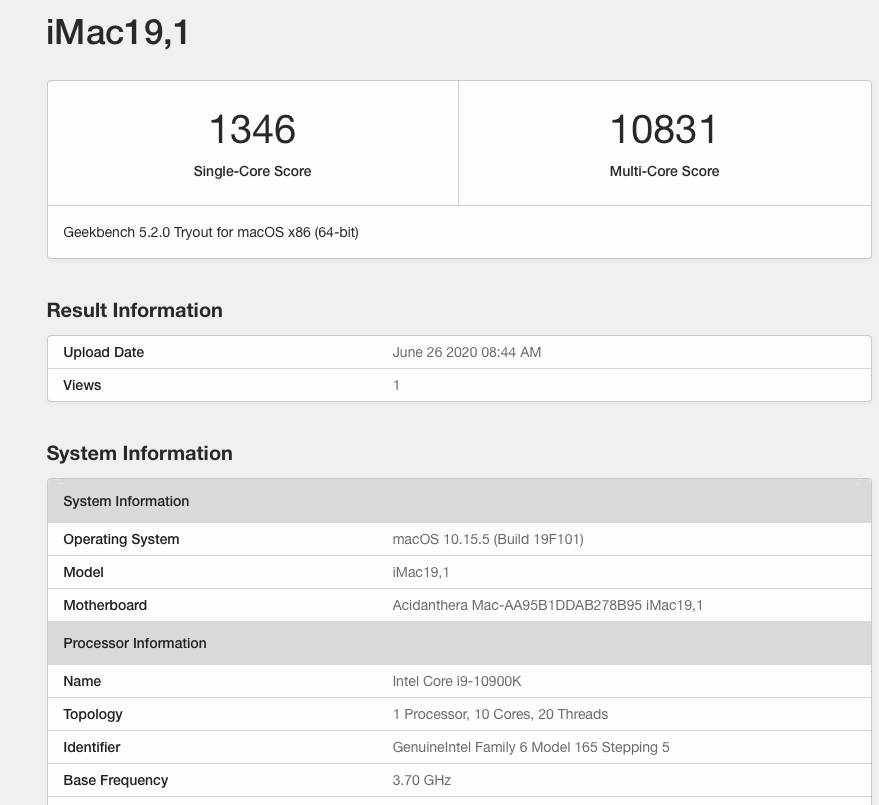 iMac19,1
1346
Single-Core Score
10831
Multi-Core Score
Geekbench 5.2.0 Tryout for macOS x86 (64-bit)
Result Information
Upload Date June 26 2020 08:44 AM
Views 1
System Information
System Information
Operating System macOS 10.15.5 (Build 19F101)
Model iMac19,1
Motherboard Acidanthera Mac-AA95B1DDAB278B95 iMac19,1
Processor Information
Name Intel Core i9-10900K
Topology 1 Processor, 10 Cores, 20 Threads
Identifier GenuineIntel Family 6 Model 165 Stepping 5
Base Frequency 3.70 GHz